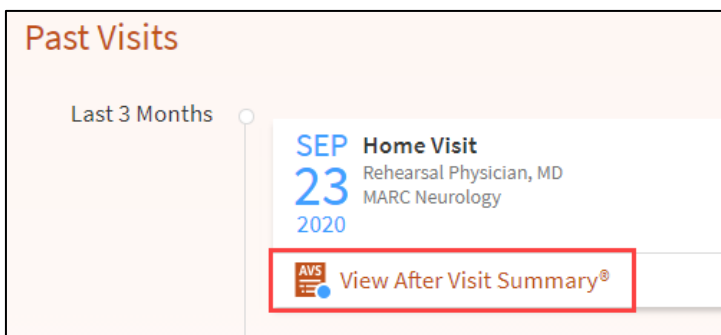 Past Visits
Last 3 Months
SEP
23
2020
Home Visit
Rehearsal Physician, MD
MARC Neurology
AVS
View After Visit Summary®